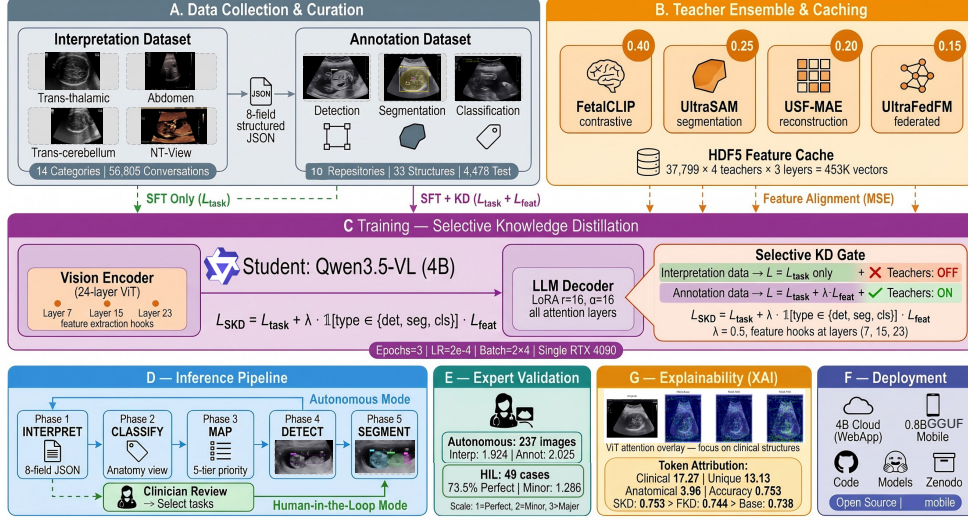 A. Data Collection & Curation
Interpretation Dataset
Trans-thalamic
Abdomen
Trans-cerebellum
NT-View
14 Categories | 56,805 Conversations
JSON
8-field
structured
JSON
Annotation Dataset
Detection
Segmentation
Classification
10 Repesitories | 33 Structures | 4,478 Test
B. Teacher Ensemble & Caching
0.40
FetalCLIP
contrastive
0.25
UltraSAM
segmentation
0.20
USF-MAE
reconstruction
0.15
UltraFedFM
federated
HDF5 Feature Cache
37,799 × 4 teachers × 3 layers = 453K vectors
SFT Only (L_task)
SFT + KD (L_task + L_feat)
Feature Alignment (MSE)
C Training — Selective Knowledge Distillation
Vision Encoder
(24-layer ViT)
Layer 7 Layer 15 Layer 23
feature extraction hooks
Student: Qwen3.5-VL (4B)
L_SKD = L_task + λ · 𝟙[type ∈ {det, seg, cls}] · L_feat
LLM Decoder
LoRA r=16, α=16
all attention layers
Selective KD Gate
Interpretation data → L = L_task only + ✗ Teachers: OFF
Annotation data → L = L_task + λ·L_feat + ✓ Teachers: ON
L_SKD = L_task + λ · 𝟙[type ∈ {det, seg, cls}] · L_feat
λ = 0.5, feature hooks at layers (7, 15, 23)
Epochs=3 | LR=2e-4 | Batch=2×4 | Single RTX 4090
D — Inference Pipeline
Autonomous Mode
Phase 1
INTERPRET
8-field JSON
Phase 2
CLASSIFY
Anatomy view
Phase 3
MAP
5-tier priority
Phase 4
DETECT
Phase 5
SEGMENT
Clinician Review
→ Select tasks
Human-in-the-Loop Mode
E — Expert Validation
Autonomous: 237 images
Interp: 1.924 | Annot: 2.025
HIL: 49 cases
73.5% Perfect | Minor: 1.286
Scale: 1=Perfect, 2=Minor, 3>Majer
G — Explainability (XAI)
ViT attention overlay — focus on clinical structures
Token Attribution:
Clinical 17.27 | Unique 13.13
Anatomical 3.96 | Accuracy 0.753
SKD: 0.753 > FKD: 0.744 > Base: 0.738
F — Deployment
4B Cloud
(WebApp)
0.8BGGUF
Mobile
Code
Models
Zenodo
Open Source | mobile